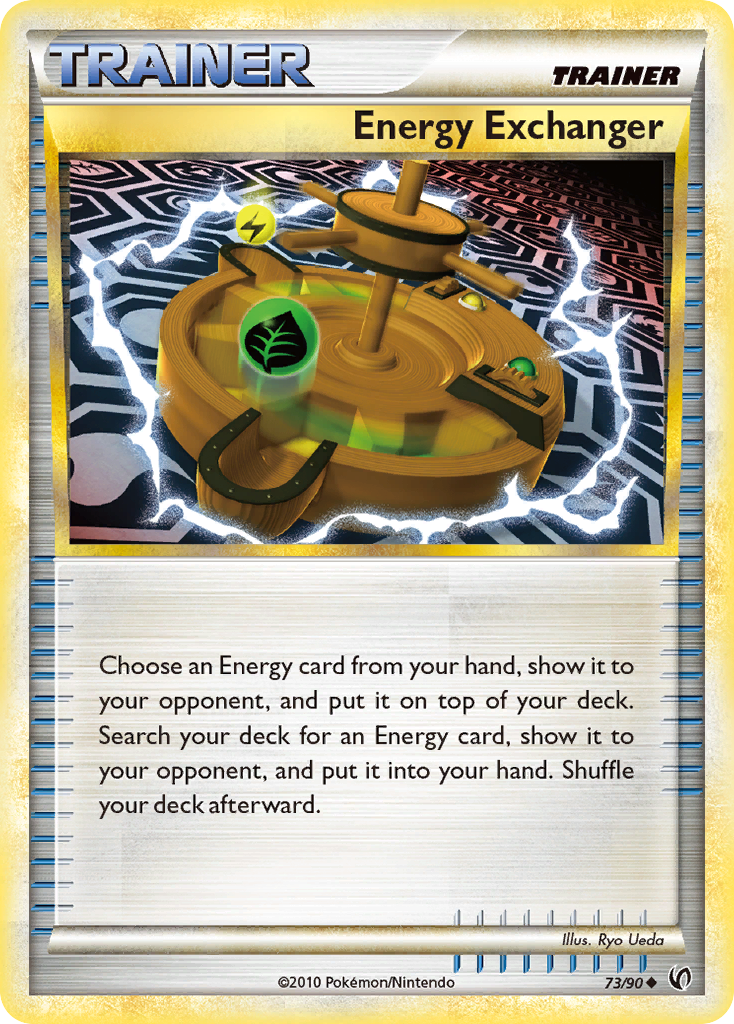 TRAINER
TRAINER
Energy Exchanger
Choose an Energy card from your hand, show it to
your opponent, and put it on top of your deck.
Search your deck for an Energy card, show it to
your opponent, and put it into your hand. Shuffle
your deck afterward.
Illus. Ryo Ueda
©2010 Pokémon/Nintendo
73/90